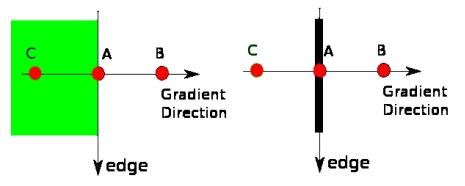 C A B
Gradient
Direction
edge
C A B
Gradient
Direction
edge